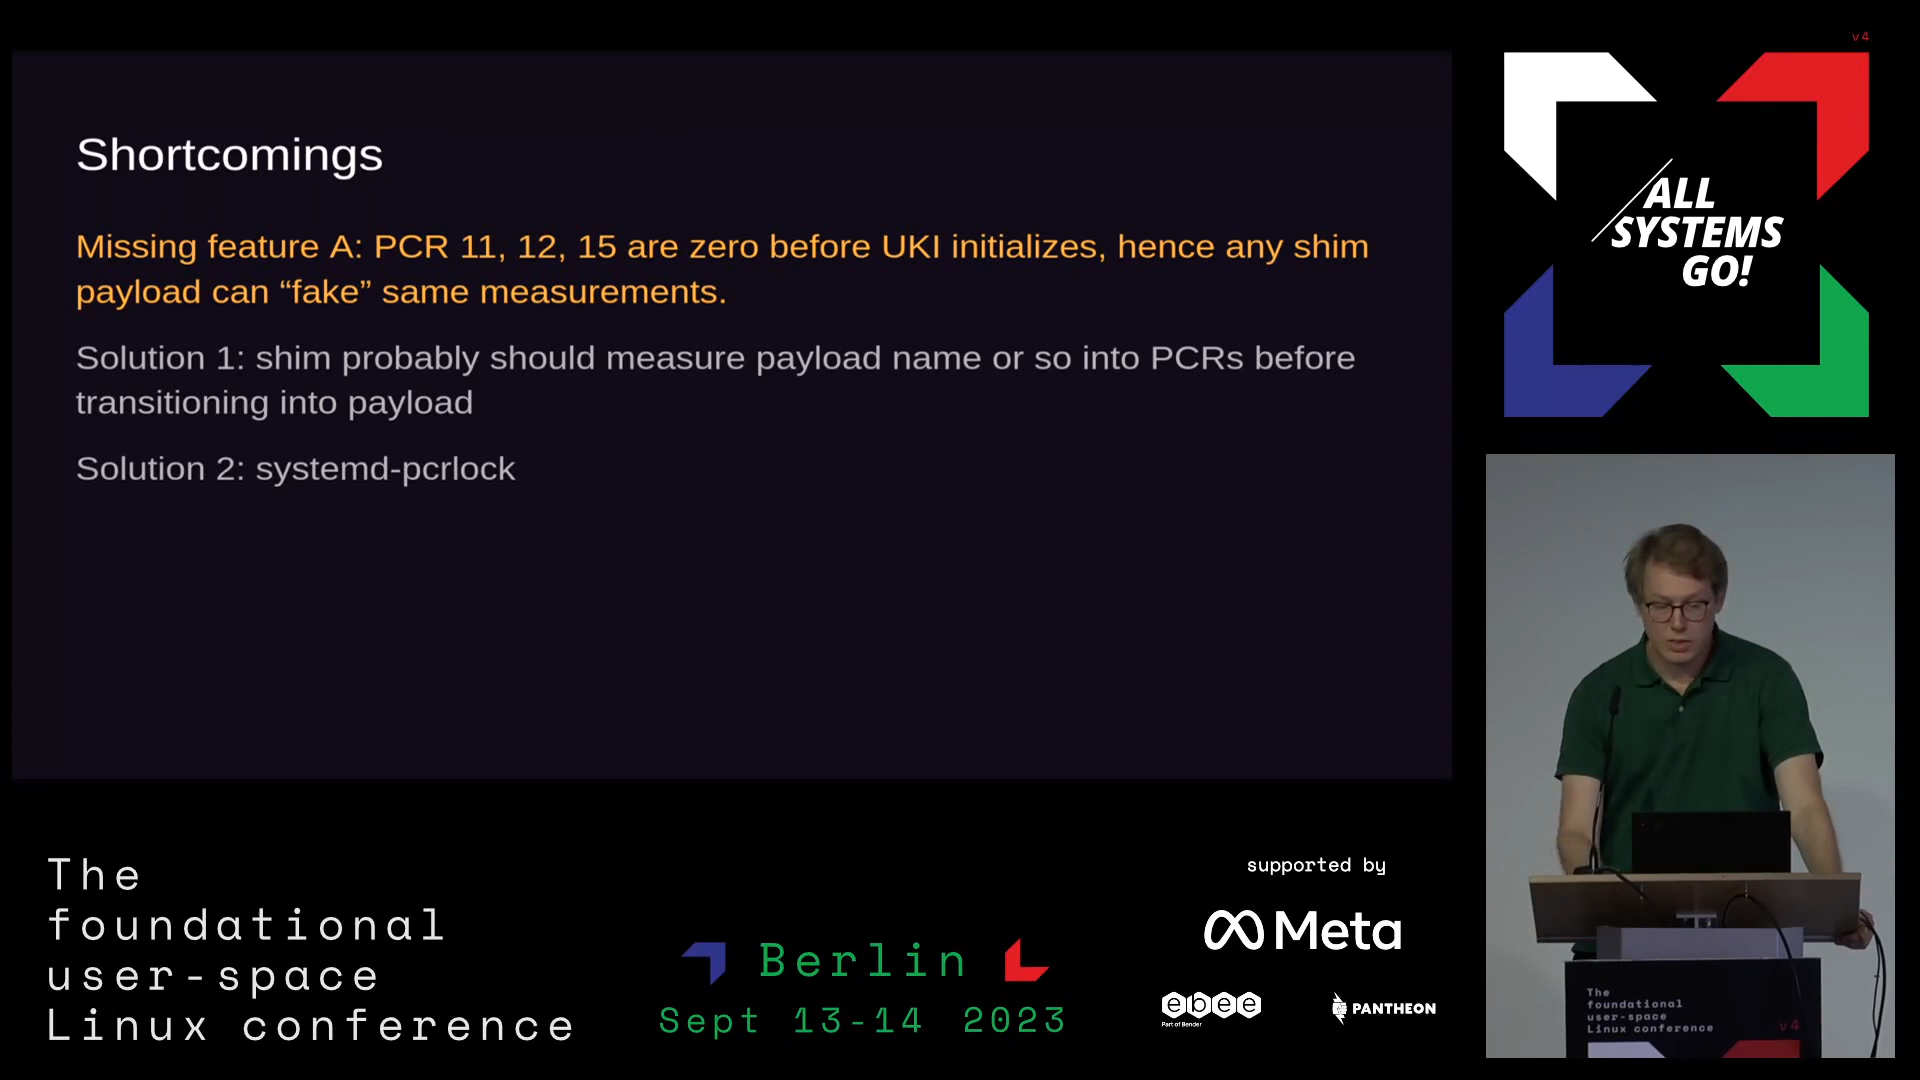 v4
Shortcomings
Missing feature A: PCR 11, 12, 15 are zero before UKI initializes, hence any shim
payload can “fake” same measurements.
Solution 1: shim probably should measure payload name or so into PCRs before
transitioning into payload
Solution 2: systemd-pcrlock
ALL
SYSTEMS
GO!
The
foundational
user-space
Linux conference
Berlin
Sept 13-14 2023
supported by
Meta
ebee
Part of Bender
PANTHEON
The
foundational
user-space
Linux conference
v4